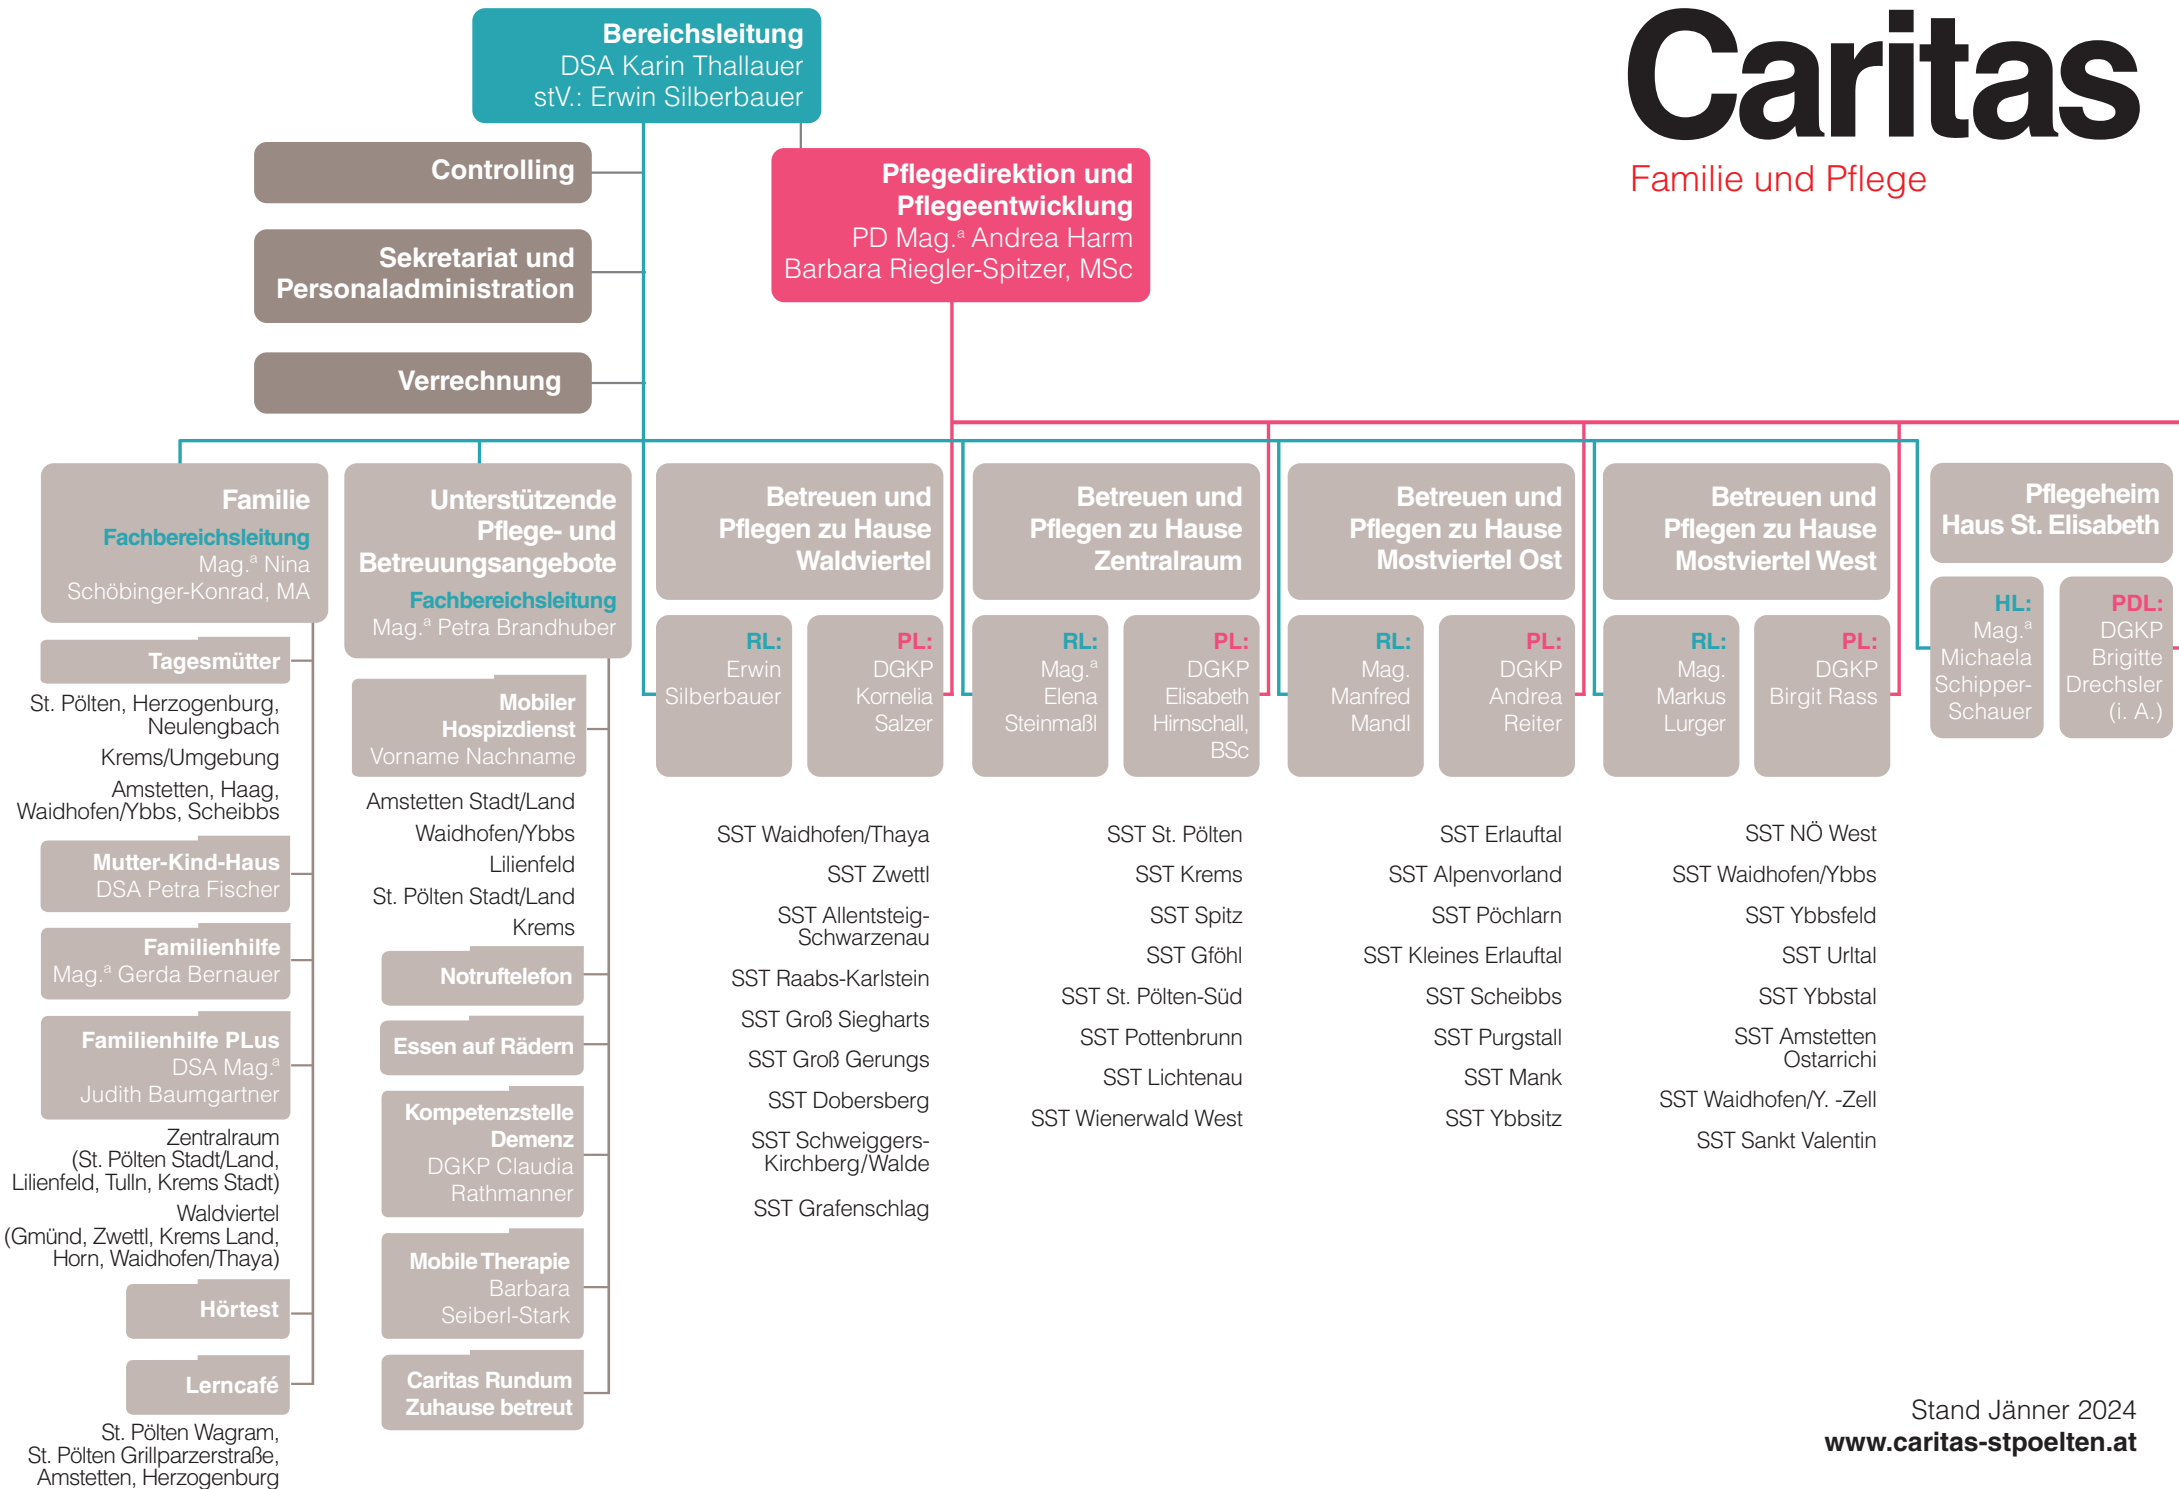 Bereichsleitung
DSA Karin Thallauer
stV.: Erwin Silberbauer
Caritas
Familie und Pflege
Controlling
Sekretariat und
Personaladministration
Verrechnung
Pflegedirektion und
Pflegeentwicklung
PD Mag.ª Andrea Harm
Barbara Riegler-Spitzer, MSc
Familie
Fachbereichsleitung
Mag.ª Nina
Schöbinger-Konrad, MA
Tagesmütter
St. Pölten, Herzogenburg,
Neulengbach
Krems/Umgebung
Amstetten, Haag,
Waidhofen/Ybbs, Scheibbs
Mutter-Kind-Haus
DSA Petra Fischer
Familienhilfe
Mag.ª Gerda Bernauer
Familienhilfe PLus
DSA Mag.ª
Judith Baumgartner
Zentralraum
(St. Pölten Stadt/Land,
Lilienfeld, Tulln, Krems Stadt)
Waldviertel
(Gmünd, Zwettl, Krems Land,
Horn, Waidhofen/Thaya)
Hörtest
Lerncafé
St. Pölten Wagram,
St. Pölten Grillparzerstraße,
Amstetten, Herzogenburg
Unterstützende
Pflege- und
Betreuungsangebote
Fachbereichsleitung
Mag.ª Petra Brandhuber
Mobiler
Hospizdienst
Vorname Nachname
Amstetten Stadt/Land
Waidhofen/Ybbs
Lilienfeld
St. Pölten Stadt/Land
Krems
Notruftelefon
Essen auf Rädern
Kompetenzstelle
Demenz
DGKP Claudia
Rathmanner
Mobile Therapie
Barbara
Seiberl-Stark
Caritas Rundum
Zuhause betreut
Betreuen und
Pflegen zu Hause
Waldviertel
RL:
Erwin
Silberbauer
PL:
DGKP
Kornelia
Salzer
SST Waidhofen/Thaya
SST Zwettl
SST Allentsteig-
Schwarzenau
SST Raabs-Karlstein
SST Groß Siegharts
SST Groß Gerungs
SST Dobersberg
SST Schweiggers-
Kirchberg/Walde
SST Grafenschlag
Betreuen und
Pflegen zu Hause
Zentralraum
RL:
Mag.ª
Elena
Steinmaßl
PL:
DGKP
Elisabeth
Hirnschall,
BSc
SST St. Pölten
SST Krems
SST Spitz
SST Gföhl
SST St. Pölten-Süd
SST Pottenbrunn
SST Lichtenau
SST Wienerwald West
Betreuen und
Pflegen zu Hause
Mostviertel Ost
RL:
Mag.
Manfred
Mandl
PL:
DGKP
Andrea
Reiter
SST Erlauftal
SST Alpenvorland
SST Pöchlarn
SST Kleines Erlauftal
SST Scheibbs
SST Purgstall
SST Mank
SST Ybbsitz
Betreuen und
Pflegen zu Hause
Mostviertel West
RL:
Mag.
Markus
Lurger
PL:
DGKP
Birgit Rass
SST NÖ West
SST Waidhofen/Ybbs
SST Ybbsfeld
SST Urltal
SST Ybbstal
SST Amstetten
Ostarrichi
SST Waidhofen/Y. -Zell
SST Sankt Valentin
Pflegeheim
Haus St. Elisabeth
HL:
Mag.ª
Michaela
Schipper-
Schauer
PDL:
DGKP
Brigitte
Drechsler
(i. A.)
Stand Jänner 2024
www.caritas-stpoelten.at